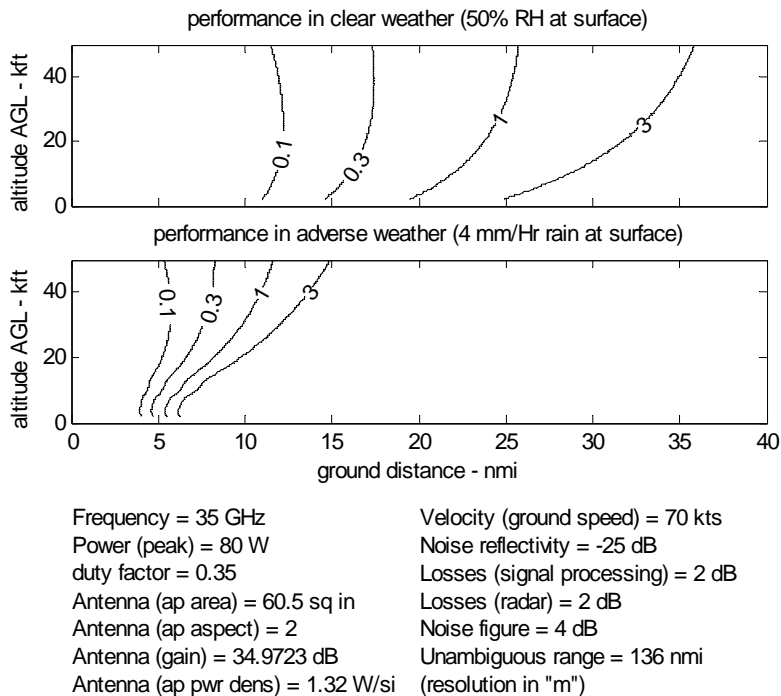 performance in clear weather (50% RH at surface)
altitude AGL - kft
40
20
0
0.1
0.3
1
3
performance in adverse weather (4 mm/Hr rain at surface)
altitude AGL - kft
40
20
0
0.1
0.3
1
3
0 5 10 15 20 25 30 35 40
ground distance - nmi
Frequency = 35 GHz
Power (peak) = 80 W
duty factor = 0.35
Antenna (ap area) = 60.5 sq in
Antenna (ap aspect) = 2
Antenna (gain) = 34.9723 dB
Antenna (ap pwr dens) = 1.32 W/si
Velocity (ground speed) = 70 kts
Noise reflectivity = -25 dB
Losses (signal processing) = 2 dB
Losses (radar) = 2 dB
Noise figure = 4 dB
Unambiguous range = 136 nmi
(resolution in "m")